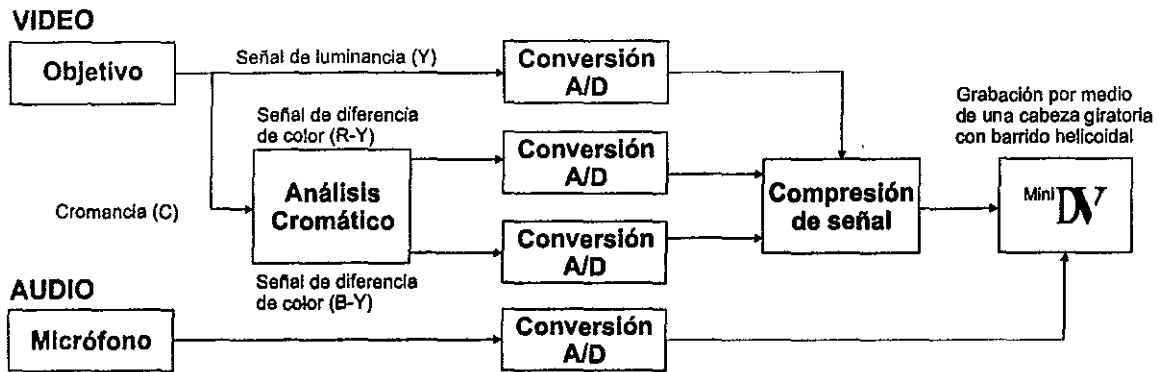 VIDEO
Objetivo
Señal de luminancia (Y)
Conversión
A/D
Grabación por medio
de una cabeza giratoria
con barrido helicoidal
Señal de diferencia
de color (R-Y)
Conversión
A/D
Análisis
Cromático
Cromancia (C)
Compresión
de señal
Mini DV
Conversión
A/D
Señal de diferencia
de color (B-Y)
AUDIO
Micrófono
Conversión
A/D